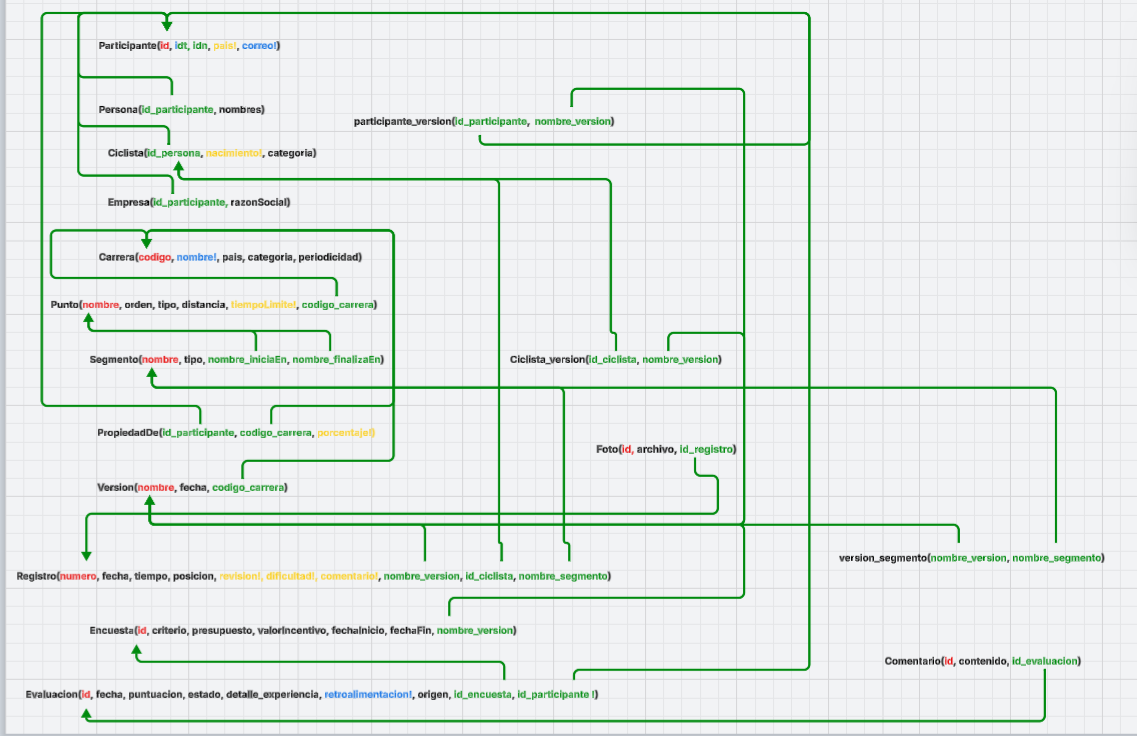 Participante(id, idt, idn, pais!, correo!)
Persona(id_participante, nombres)
participante_version(id_participante, nombre_version)
Ciclista(id_persona, nacimiento!, categoria)
Empresa(id_participante, razonSocial)
Carrera(codigo, nombre!, pais, categoria, periodicidad)
Punto(nombre, orden, tipo, distancia, tiempoLimite!, codigo_carrera)
Segmento(nombre, tipo, nombre_iniciaEn, nombre_finalizaEn)
Ciclista_version(id_ciclista, nombre_version)
PropiedadDe(id_participante, codigo_carrera, porcentaje!)
Foto(id, archivo, id_registro)
Version(nombre, fecha, codigo_carrera)
version_segmento(nombre_version, nombre_segmento)
Registro(numero, fecha, tiempo, posicion, revision!, dificultad!, comentario!, nombre_version, id_ciclista, nombre_segmento)
Encuesta(id, criterio, presupuesto, valorIncentivo, fechaInicio, fechaFin, nombre_version)
Comentario(id, contenido, id_evaluacion)
Evaluacion(id, fecha, puntuacion, estado, detalle_experiencia, retroalimentacion!, origen, id_encuesta, id_participante !)